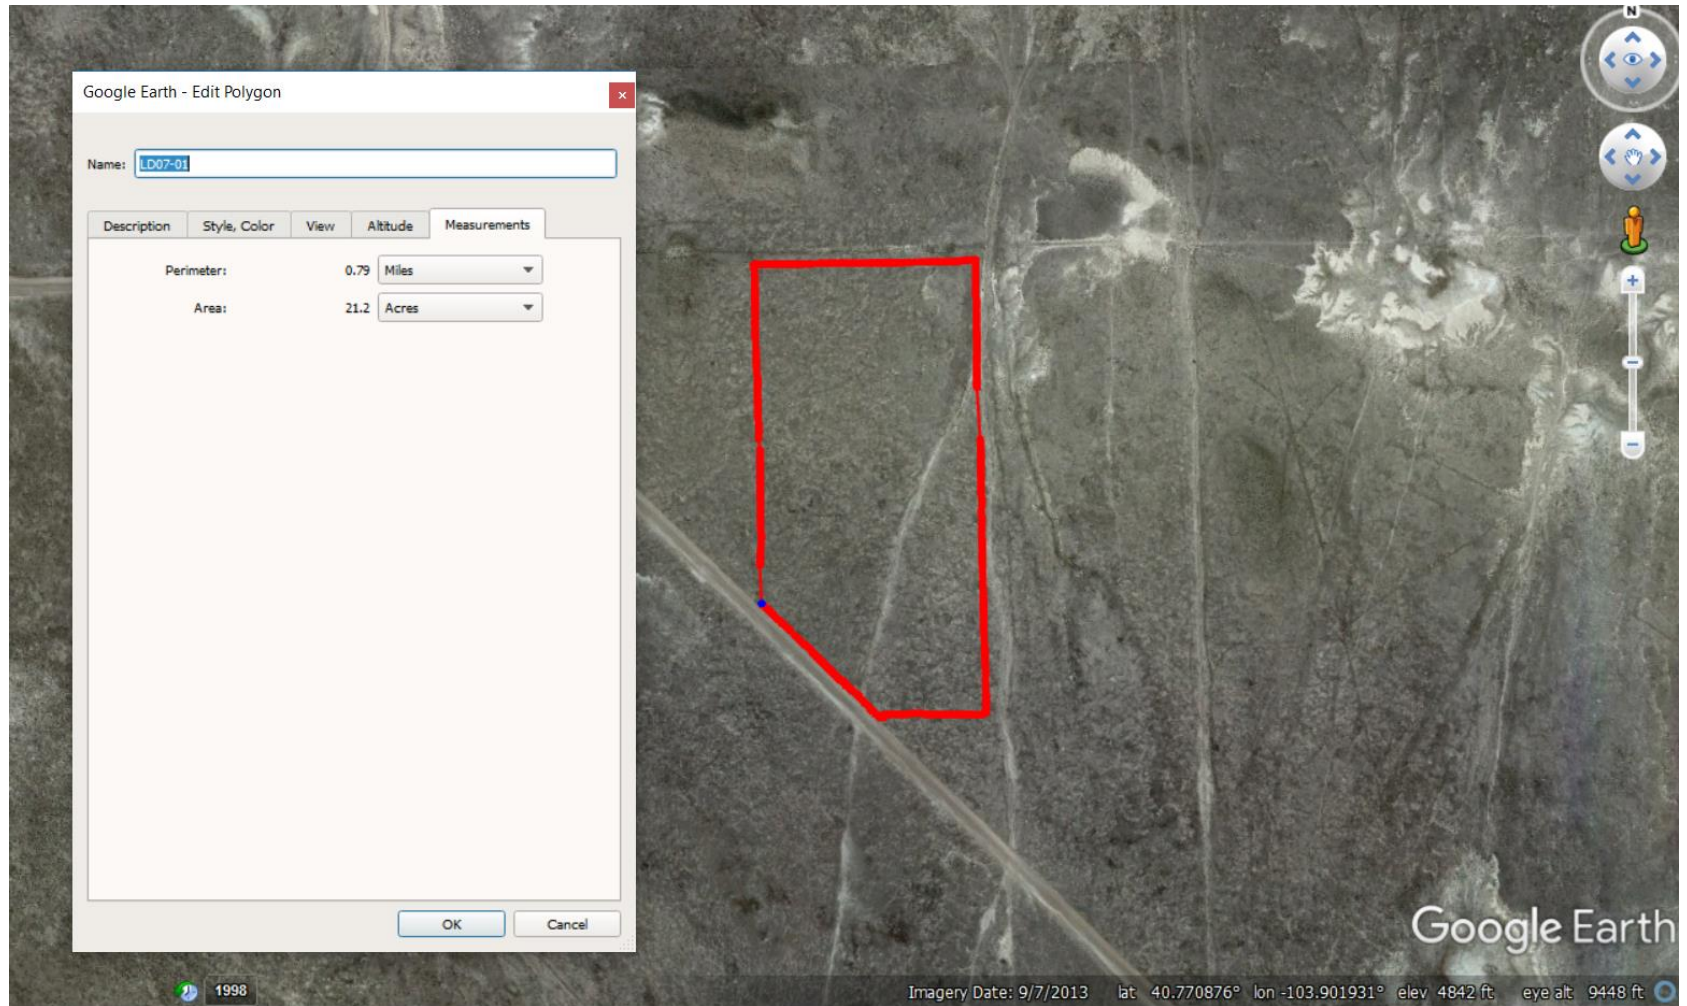 N
Google Earth - Edit Polygon
Name: LD07-01
Description Style, Color View Altitude Measurements
Perimeter: 0.79 Miles
Area: 21.2 Acres
OK Cancel
Google Earth
1998
Imagery Date: 9/7/2013 lat 40.770876° lon -103.901931° elev 4842 ft eye alt 9448 ft